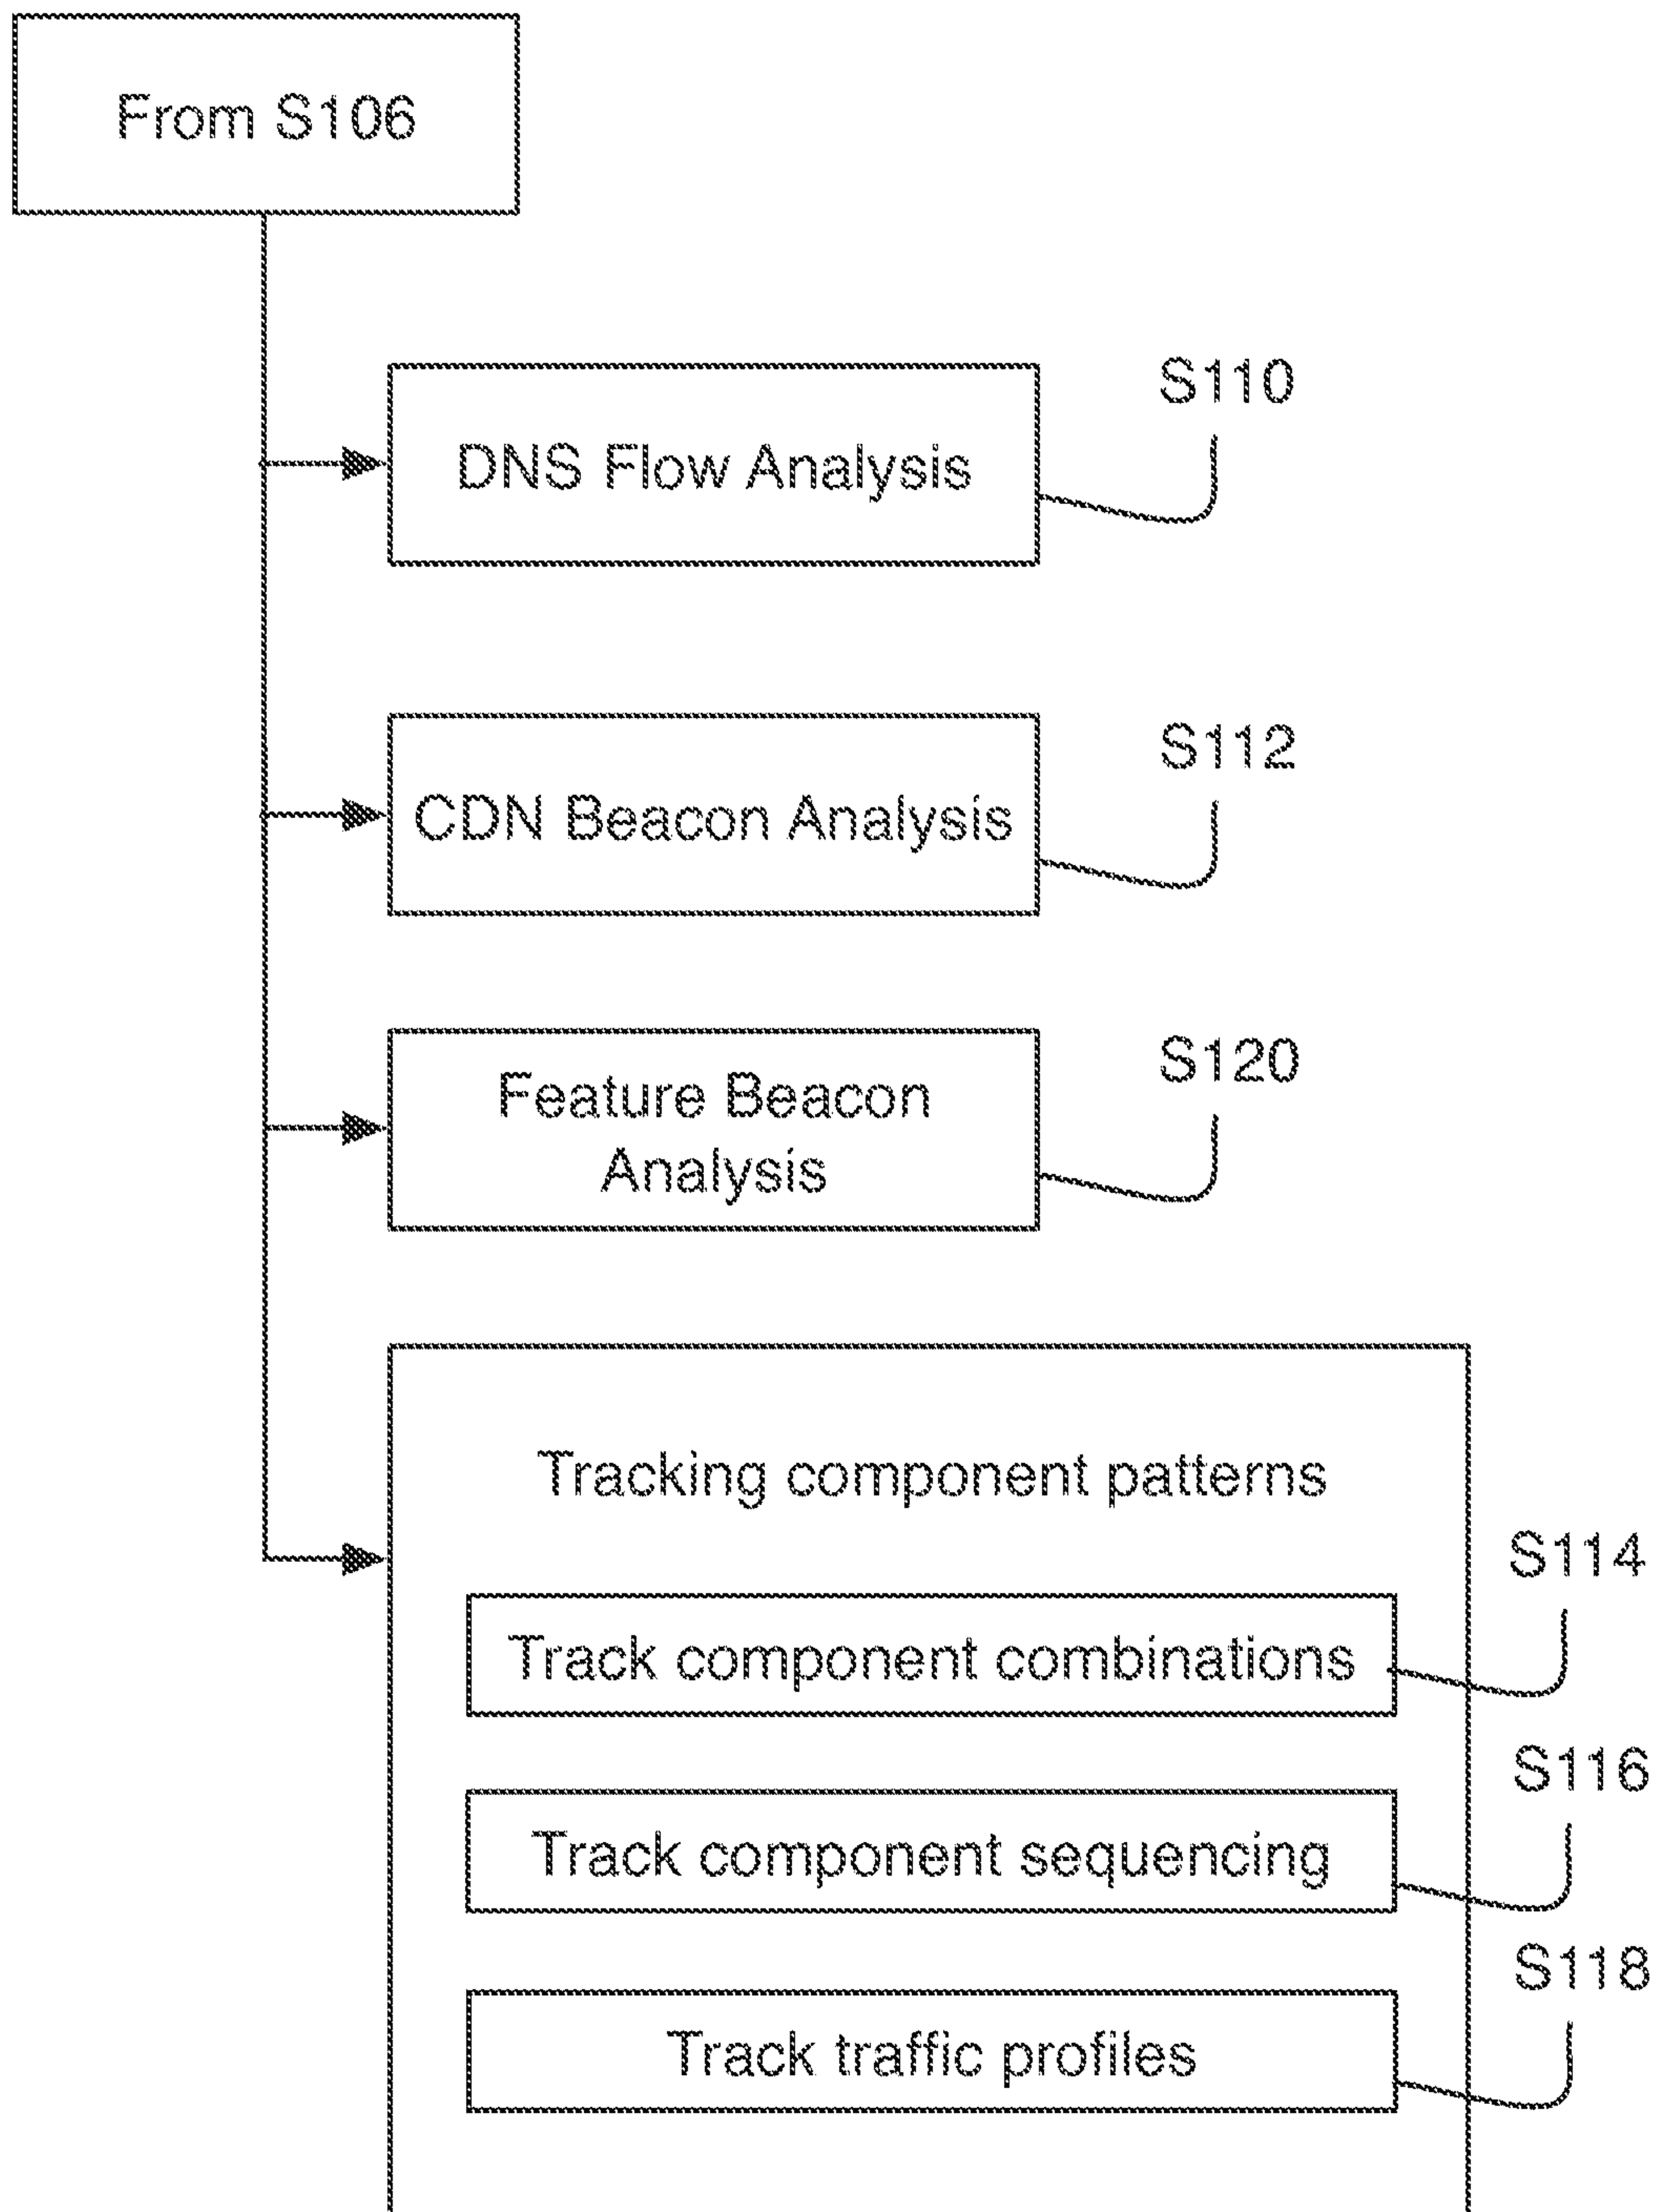 From S106
S110
DNS Flow Analysis
S112
CDN Beacon Analysis
S120
Feature Beacon
Analysis
Tracking component patterns
S114
Track component combinations
S116
Track component sequencing
S118
Track traffic profiles